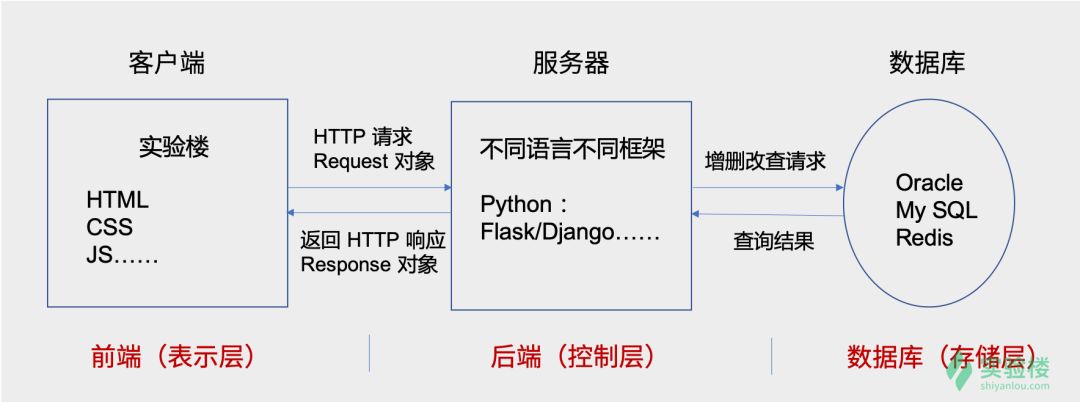 客户端
服务器
数据库
实验楼
HTML
CSS
JS……
HTTP 请求
Request 对象
返回 HTTP 响应
Response 对象
不同语言不同框架
Python：
Flask/Django……
增删改查请求
查询结果
Oracle
My SQL
Redis
前端（表示层）
后端（控制层）
数据库（存储层）
实验楼
shiyanlou.com